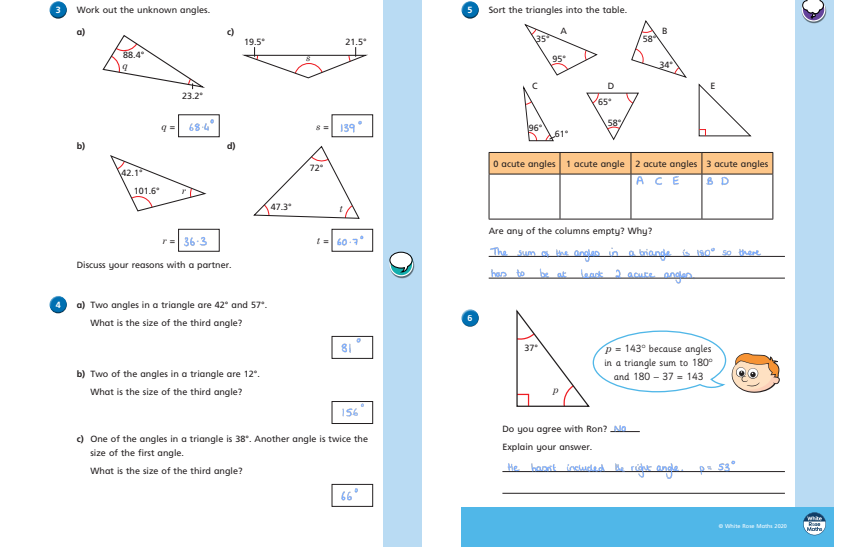 3 Work out the unknown angles.
a)
88.4°
q
23.2°
q = 68.4°
c)
19.5°
21.5°
s
s = 139°
b)
42.1°
101.6°
r
r = 36.3
d)
72°
47.3°
t
t = 60.7°
Discuss your reasons with a partner.
4 a) Two angles in a triangle are 42° and 57°.
What is the size of the third angle?
81°
b) Two of the angles in a triangle are 12°.
What is the size of the third angle?
156°
c) One of the angles in a triangle is 38°. Another angle is twice the
size of the first angle.
What is the size of the third angle?
66°
5 Sort the triangles into the table.
A
35°
95°
B
58°
34°
C
96°
61°
D
65°
58°
E
0 acute angles 1 acute angle 2 acute angles 3 acute angles
A C E B D
Are any of the columns empty? Why?
The sum of the angles in a triangle is 180° so there
has to be at least 2 acute angles
6
37°
p
p = 143° because angles
in a triangle sum to 180°
and 180 – 37 = 143
Do you agree with Ron? No
Explain your answer.
He hasnt included the right angle. p = 53°
© White Rose Maths 2020
White
Rose
Maths